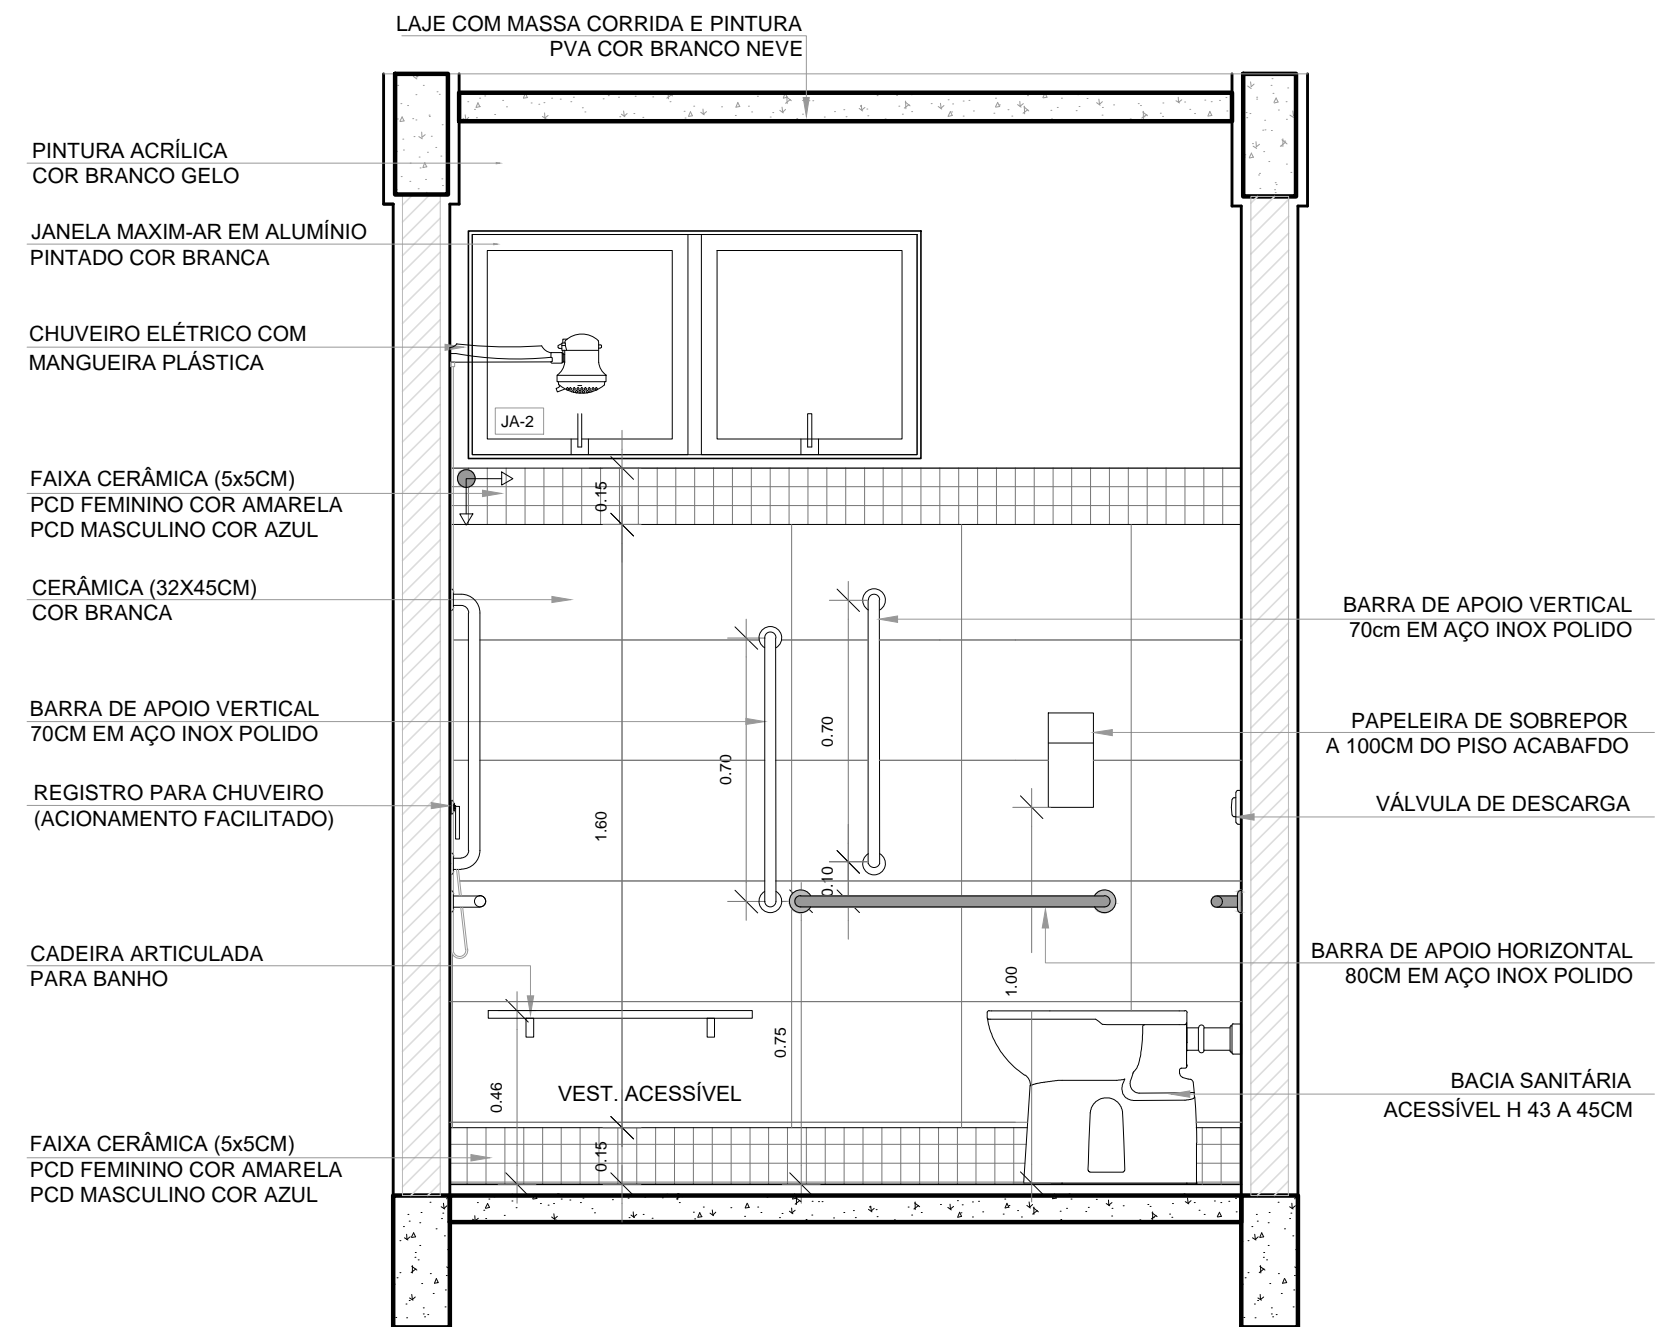 LAJE COM MASSA CORRIDA E PINTURA
PVA COR BRANCO NEVE
PINTURA ACRÍLICA
COR BRANCO GELO
JANELA MAXIM-AR EM ALUMÍNIO
PINTADO COR BRANCA
CHUVEIRO ELÉTRICO COM
MANGUEIRA PLÁSTICA
JA-2
FAIXA CERÂMICA (5x5CM)
PCD FEMININO COR AMARELA
PCD MASCULINO COR AZUL
0.15
CERÂMICA (32X45CM)
COR BRANCA
BARRA DE APOIO VERTICAL
70cm EM AÇO INOX POLIDO
BARRA DE APOIO VERTICAL
70CM EM AÇO INOX POLIDO
0.70
0.70
PAPELEIRA DE SOBREPOR
A 100CM DO PISO ACABAFDO
REGISTRO PARA CHUVEIRO
(ACIONAMENTO FACILITADO)
1.60
VÁLVULA DE DESCARGA
0.10
CADEIRA ARTICULADA
PARA BANHO
BARRA DE APOIO HORIZONTAL
80CM EM AÇO INOX POLIDO
1.00
0.75
0.46
VEST. ACESSÍVEL
BACIA SANITÁRIA
ACESSÍVEL H 43 A 45CM
FAIXA CERÂMICA (5x5CM)
PCD FEMININO COR AMARELA
PCD MASCULINO COR AZUL
0.15